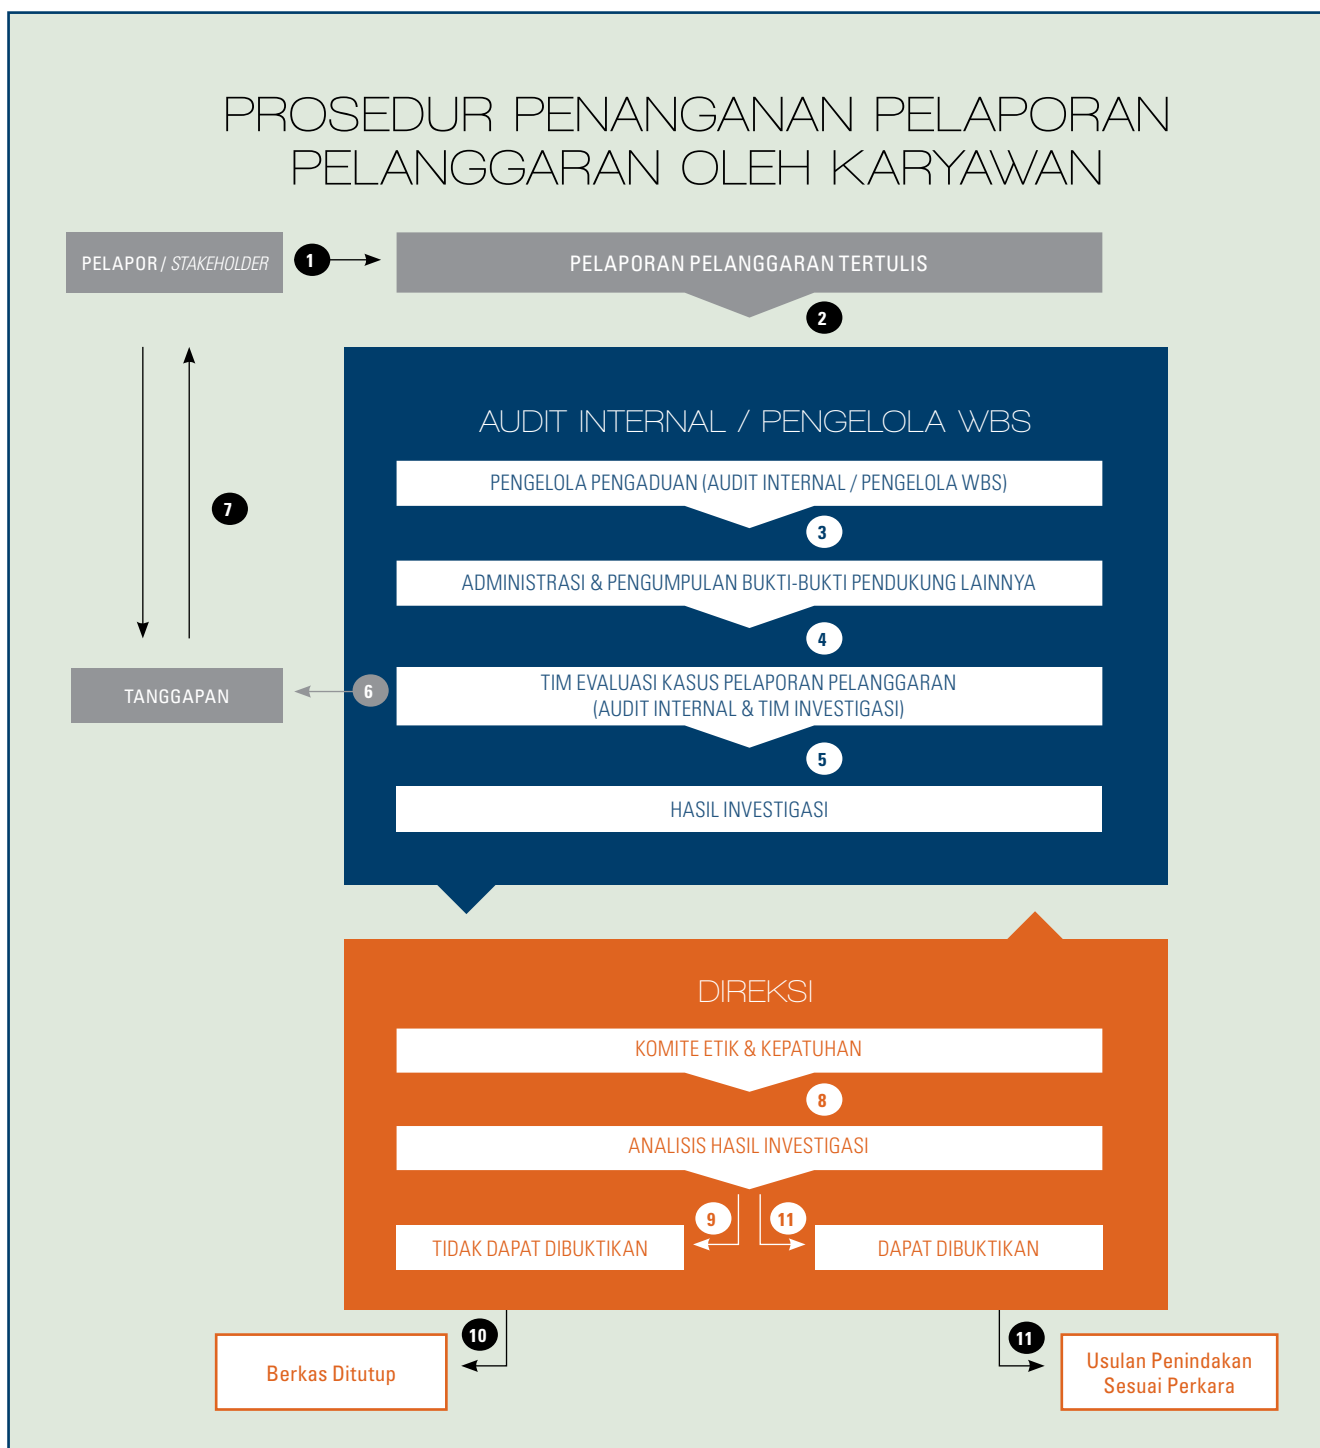 PROSEDUR PENANGANAN PELAPORAN
PELANGGARAN OLEH KARYAWAN
PELAPOR / STAKEHOLDER
1
PELAPORAN PELANGGARAN TERTULIS
2
AUDIT INTERNAL / PENGELOLA WBS
PENGELOLA PENGADUAN (AUDIT INTERNAL / PENGELOLA WBS)
3
ADMINISTRASI & PENGUMPULAN BUKTI-BUKTI PENDUKUNG LAINNYA
4
TIM EVALUASI KASUS PELAPORAN PELANGGARAN
(AUDIT INTERNAL & TIM INVESTIGASI)
5
HASIL INVESTIGASI
6
TANGGAPAN
7
DIREKSI
KOMITE ETIK & KEPATUHAN
8
ANALISIS HASIL INVESTIGASI
9
11
TIDAK DAPAT DIBUKTIKAN
DAPAT DIBUKTIKAN
10
11
Berkas Ditutup
Usulan Penindakan
Sesuai Perkara